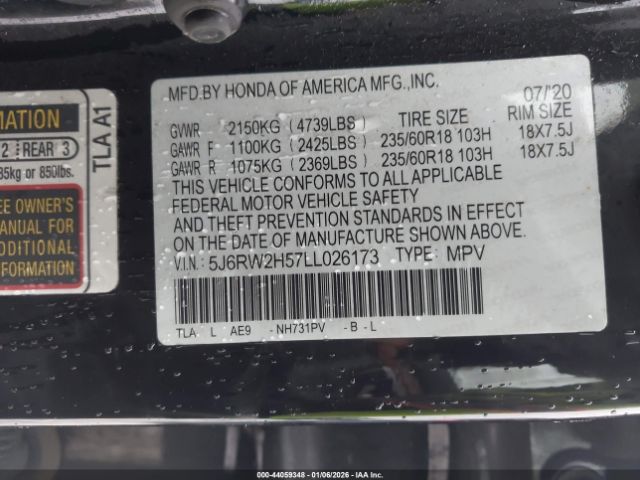 MATION
2 REAR 3
85kg or 850lbs.
EE OWNER'S
MANUAL
FOR
ADDITIONAL
INFORMATION
TLA A1
MFD.BY HONDA OF AMERICA MFG.,INC. 07/'20
GVWR 2150KG (4739LBS) TIRE SIZE RIM SIZE
GAWR F 1100KG (2425LBS) 235/60R18 103H 18X7.5J
GAWR R 1075KG (2369LBS) 235/60R18 103H 18X7.5J
THIS VEHICLE CONFORMS TO ALL APPLICABLE
FEDERAL MOTOR VEHICLE SAFETY
AND THEFT PREVENTION STANDARDS IN EFFECT
ON THE DATE OF MANUFACTURE SHOWN ABOVE.
V.I.N.: 5J6RW2H57LL026173 TYPE: MPV
TLA L AE9 -NH731PV -B-L
000-44059348 - 01/06/2026 - IAA Inc.